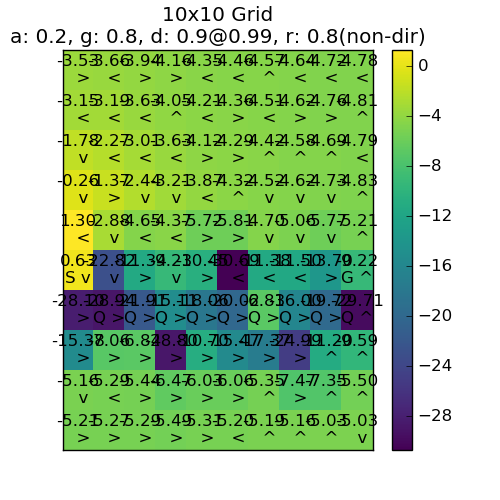 10x10 Grid
a: 0.2, g: 0.8, d: 0.9@0.99, r: 0.8(non-dir)
-3.53 -3.66 -3.94 -4.16 -4.35 -4.46 -4.57 -4.64 -4.72 -4.78
> < > > < < ^ < < <
-3.15 -3.19 -3.63 -4.05 -4.21 -4.36 -4.51 -4.62 -4.76 -4.81
< < < ^ < > < > > ^
-1.78 -2.27 -3.01 -3.63 -4.12 -4.29 -4.42 -4.58 -4.69 -4.79
v < < < > > ^ ^ ^ <
-0.26 -1.37 -2.44 -3.21 -3.87 -4.32 -4.52 -4.62 -4.73 -4.83
v > v v < ^ v v > ^
1.30 -2.88 -4.65 -4.37 -5.72 -5.81 -4.70 -5.06 -5.77 -5.21
< v < < > > v v v ^
0.63 -22.82
S v v > v > < < < > G ^
> Q > Q > Q > Q > Q > Q > Q > Q > Q ^
-15.37
> > > > > > > > ^ ^
-5.16 -5.29 -5.44 -6.47 -6.03 -6.06 -5.35 -7.47 -7.35 -5.50
v < > > > > ^ > ^ ^
-5.21 -5.27 -5.29 -5.49 -5.31 -5.20 -5.19 -5.16 -5.03 -5.03
> > > > > < ^ ^ ^ v
0
−4
−8
−12
−16
−20
−24
−28